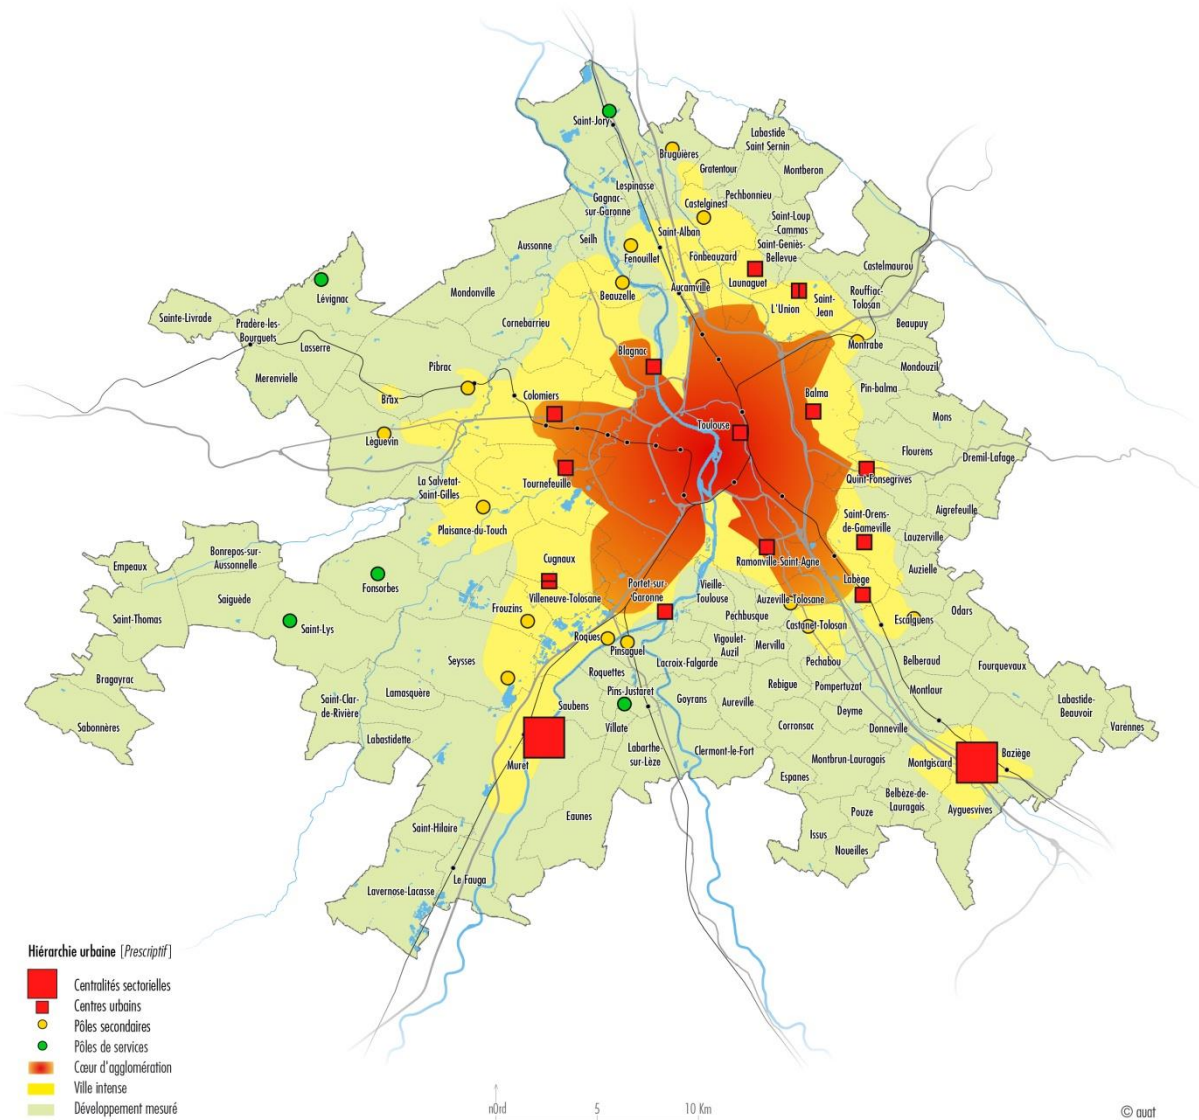 Saint-Jory
Labastide
Saint Sernin
Bruguières
Gratentour
Montberon
Lespinasse
Pechbonnieu
Gagnac-
sur-Garonne
Castelginest
Saint-Loup
-Cammas
Saint-Alban
Seilh
Aussonne
Saint-Geniès-
Bellevue
Fenouillet
Fonbeauzard
Castelmaurou
Launaguet
Aucamville
Rouffiac-
Tolosan
Lévignac
Mondonville
Beauzelle
Saint-
Jean
L'Union
Sainte-Livrade
Pradère-les-
Bourguets
Cornebarrieu
Beaupuy
Lasserre
Blagnac
Montrabe
Pibrac
Mondouzil
Merenvielle
Brax
Colomiers
Balma
Pin-balma
Mons
Toulouse
Léguevin
Flourens
Dremil-Lafage
La Salvetat-
Saint-Gilles
Tournefeuille
Quint-Fonsegrives
Aigrefeuille
Saint-Orens-
de-Gameville
Plaisance-du-Touch
Lauzerville
Bonrepos-sur-
Aussonnelle
Empeaux
Cugnaux
Ramonville-Saint-Agne
Auzielle
Fonsorbes
Portet-sur-
Garonne
Vieille-
Toulouse
Labège
Saiguède
Villeneuve-Tolosane
Auzeville-Tolosane
Saint-Thomas
Frouzins
Pechbusque
Odars
Escalquens
Saint-Lys
Castanet-Tolosan
Roques
Pinsaguel
Vigoulet-
Auzil
Mervilla
Seysses
Lacroix-Falgarde
Pechabou
Belberaud
Fourquevaux
Bragayrac
Roquettes
Rebigue
Pompertuzat
Montlaur
Saint-Clar-
de-Rivière
Lamasquère
Pins-Justaret
Goyrans
Aureville
Labastide-
Beauvoir
Saubens
Deyme
Sabonnères
Labastidette
Villate
Corronsac
Donneville
Varennes
Labarthe-
sur-Lèze
Clermont-le-Fort
Baziège
Muret
Montbrun-Lauragais
Montgiscard
Espanes
Belbèze-de-
Lauragais
Ayguesvives
Eaunes
Pouze
Saint-Hilaire
Issus
Noueilles
Le Fauga
Lavernose-Lacasse
Hiérarchie urbaine [Prescriptif]
Centralités sectorielles
Centres urbains
Pôles secondaires
Pôles de services
Cœur d'agglomération
Ville intense
Développement mesuré
nOrd 5 10 Km
© auat